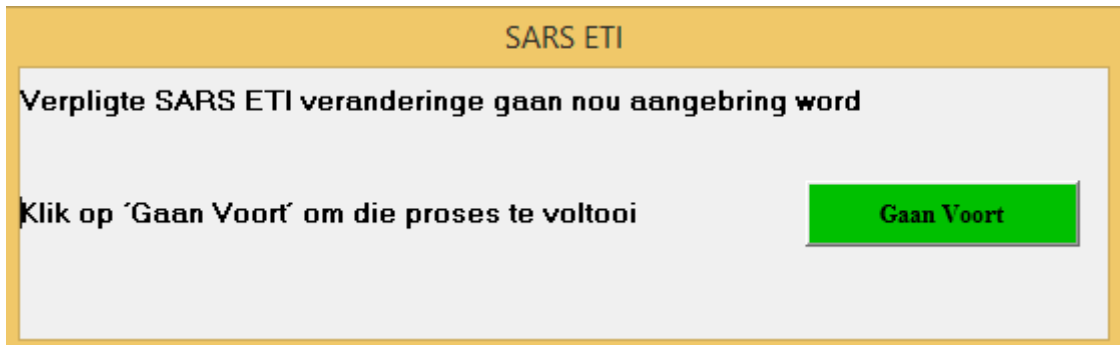 SARS ETI
Verpligte SARS ETI veranderinge gaan nou aangebring word
Klik op ´Gaan Voort´ om die proses te voltooi
Gaan Voort